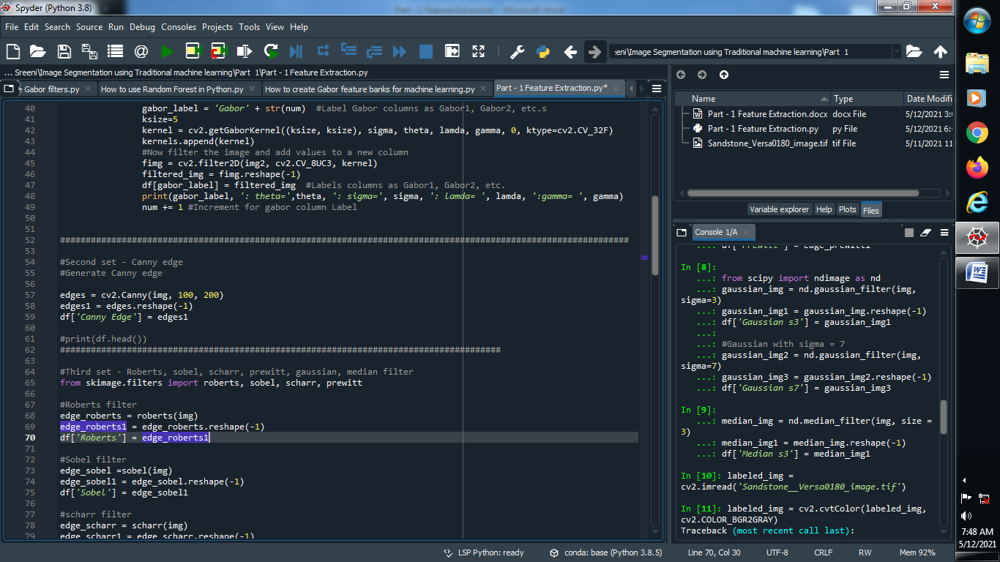 Spyder (Python 3.8)
File Edit Search Source Run Debug Consoles Projects Tools View Help
:eeni\Image Segmentation using Traditional machine learning\Part 1
... Sreeni\Image Segmentation using Traditional machine learning\Part 1\Part - 1 Feature Extraction.py
e Gabor filters.py How to use Random Forest in Python.py How to create Gabor feature banks for machine learning.py Part - 1 Feature Extraction.py*
40 gabor_label = 'Gabor' + str(num) #Label Gabor columns as Gabor1, Gabor2, etc.s
41 ksize=5
42 kernel = cv2.getGaborKernel((ksize, ksize), sigma, theta, lamda, gamma, 0, ktype=cv2.CV_32F)
43 kernels.append(kernel)
44 #Now filter the image and add values to a new column
45 fimg = cv2.filter2D(img2, cv2.CV_8UC3, kernel)
46 filtered_img = fimg.reshape(-1)
47 df[gabor_label] = filtered_img #Labels columns as Gabor1, Gabor2, etc.
48 print(gabor_label, ': theta=',theta, ': sigma=', sigma, ': lamda= ', lamda, ':gamma= ', gamma)
49 num += 1 #Increment for gabor column Label
50
51
52 ###############################################################################################################
53
54 #Second set - Canny edge
55 #Generate Canny edge
56
57 edges = cv2.Canny(img, 100, 200)
58 edges1 = edges.reshape(-1)
59 df['Canny Edge'] = edges1
60
61 #print(df.head())
62 ######################################################################################
63
64 #Third set - Roberts, sobel, scharr, prewitt, gaussian, median filter
65 from skimage.filters import roberts, sobel, scharr, prewitt
66
67 #Roberts filter
68 edge_roberts = roberts(img)
69 edge_roberts1 = edge_roberts.reshape(-1)
70 df['Roberts'] = edge_roberts1
71
72 #Sobel filter
73 edge_sobel =sobel(img)
74 edge_sobel1 = edge_sobel.reshape(-1)
75 df['Sobel'] = edge_sobel1
76
77 #scharr filter
78 edge_scharr = scharr(img)
79 edge_scharr1 = edge_scharr.reshape(-1)
Name Type Date Modifi
Part - 1 Feature Extraction.docx docx File 5/12/2021 3:
Part - 1 Feature Extraction.py py File 5/12/2021 6:
Sandstone_Versa0180_image.tif tif File 5/11/2021 11
Variable explorer Help Plots Files
Console 1/A
...: df['Prewitt'] = edge_prewitt1
In [8]:
...: from scipy import ndimage as nd
...: gaussian_img = nd.gaussian_filter(img,
sigma=3)
...: gaussian_img1 = gaussian_img.reshape(-1)
...: df['Gaussian s3'] = gaussian_img1
...:
...: #Gaussian with sigma = 7
...: gaussian_img2 = nd.gaussian_filter(img,
sigma=7)
...: gaussian_img3 = gaussian_img2.reshape(-1)
...: df['Gaussian s7'] = gaussian_img3
In [9]:
...: median_img = nd.median_filter(img, size =
3)
...: median_img1 = median_img.reshape(-1)
...: df['Median s3'] = median_img1
In [10]: labeled_img =
cv2.imread('Sandstone__Versa0180_image.tif')
In [11]: labeled_img = cv2.cvtColor(labeled_img,
cv2.COLOR_BGR2GRAY)
Traceback (most recent call last):
LSP Python: ready conda: base (Python 3.8.5) Line 70, Col 30 UTF-8 CRLF RW Mem 92%
7:48 AM
5/12/2021